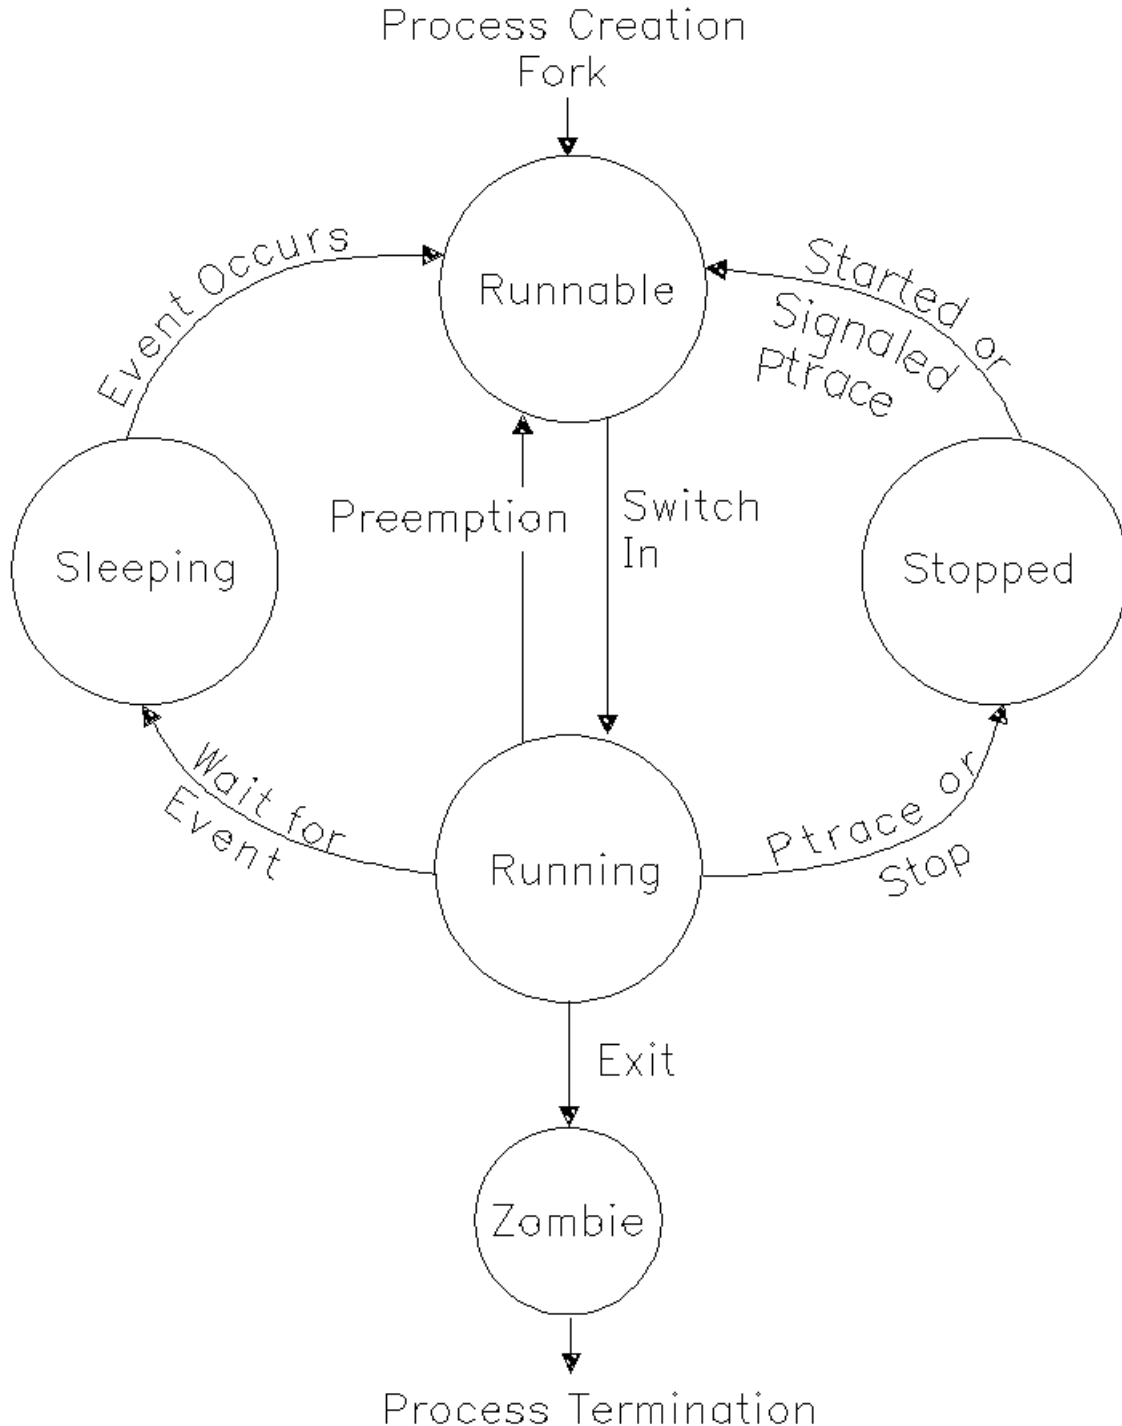 Process Creation
Fork
Runnable
Event Occurs
Started or
Signaled
Ptrace
Preemption
Switch
In
Sleeping
Stopped
Wait for
Event
Running
Ptrace or
Stop
Exit
Zombie
Process Termination